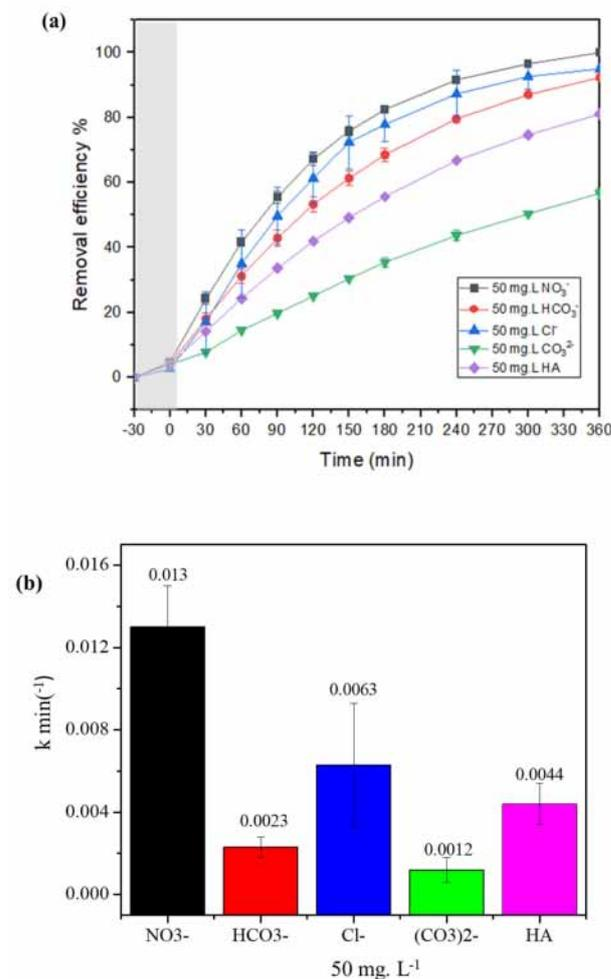 (a)
100
80
60
40
20
0
Removal efficiency %
50 mg.L NO₃⁻
50 mg.L HCO₃⁻
50 mg.L Cl⁻
50 mg.L CO₃²⁻
50 mg.L HA
-30 0 30 60 90 120 150 180 210 240 270 300 330 360
Time (min)
(b)
0.016
0.012
0.008
0.004
0.000
k min(⁻¹)
0.013
0.0023
0.0063
0.0012
0.0044
NO3- HCO3- Cl- (CO3)2- HA
50 mg. L⁻¹